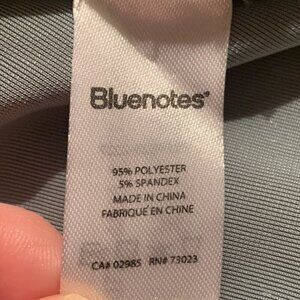 Bluenotes
95% POLYESTER
5% SPANDEX
MADE IN CHINA
FABRIQUÉ EN CHINE
CA# 02985 RN# 73023